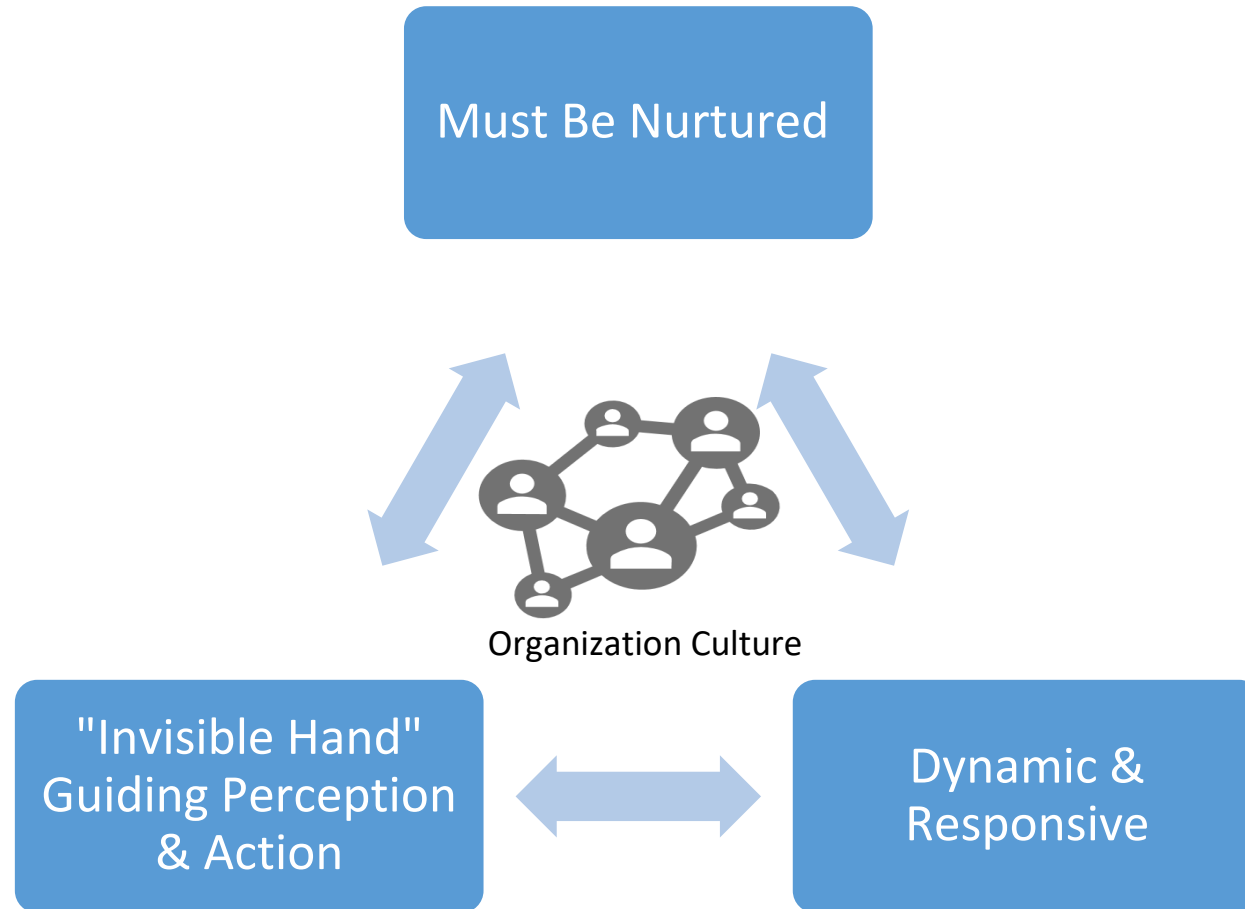 Must Be Nurtured
Organization Culture
"Invisible Hand"
Guiding Perception
& Action
Dynamic &
Responsive